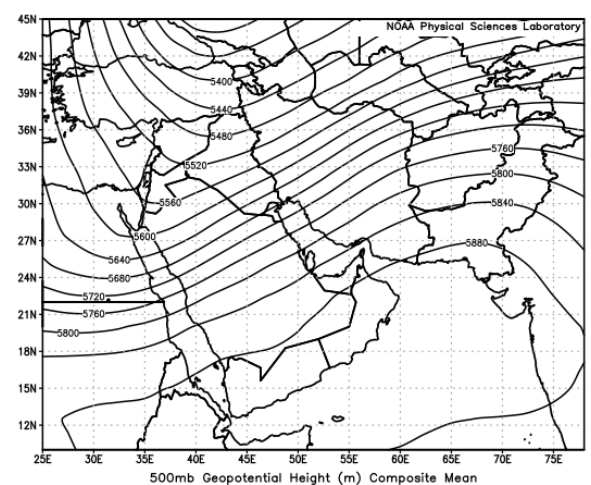 45N NOAA Physical Sciences Laboratory
42N
5400
39N
5440
36N
5480
5760
33N
5520
5800
30N
5560
5840
5600
27N
5880
5640
24N
5680
5720
21N
5760
5800
18N
15N
12N
25E 30E 35E 40E 45E 50E 55E 60E 65E 70E 75E
500mb Geopotential Height (m) Composite Mean